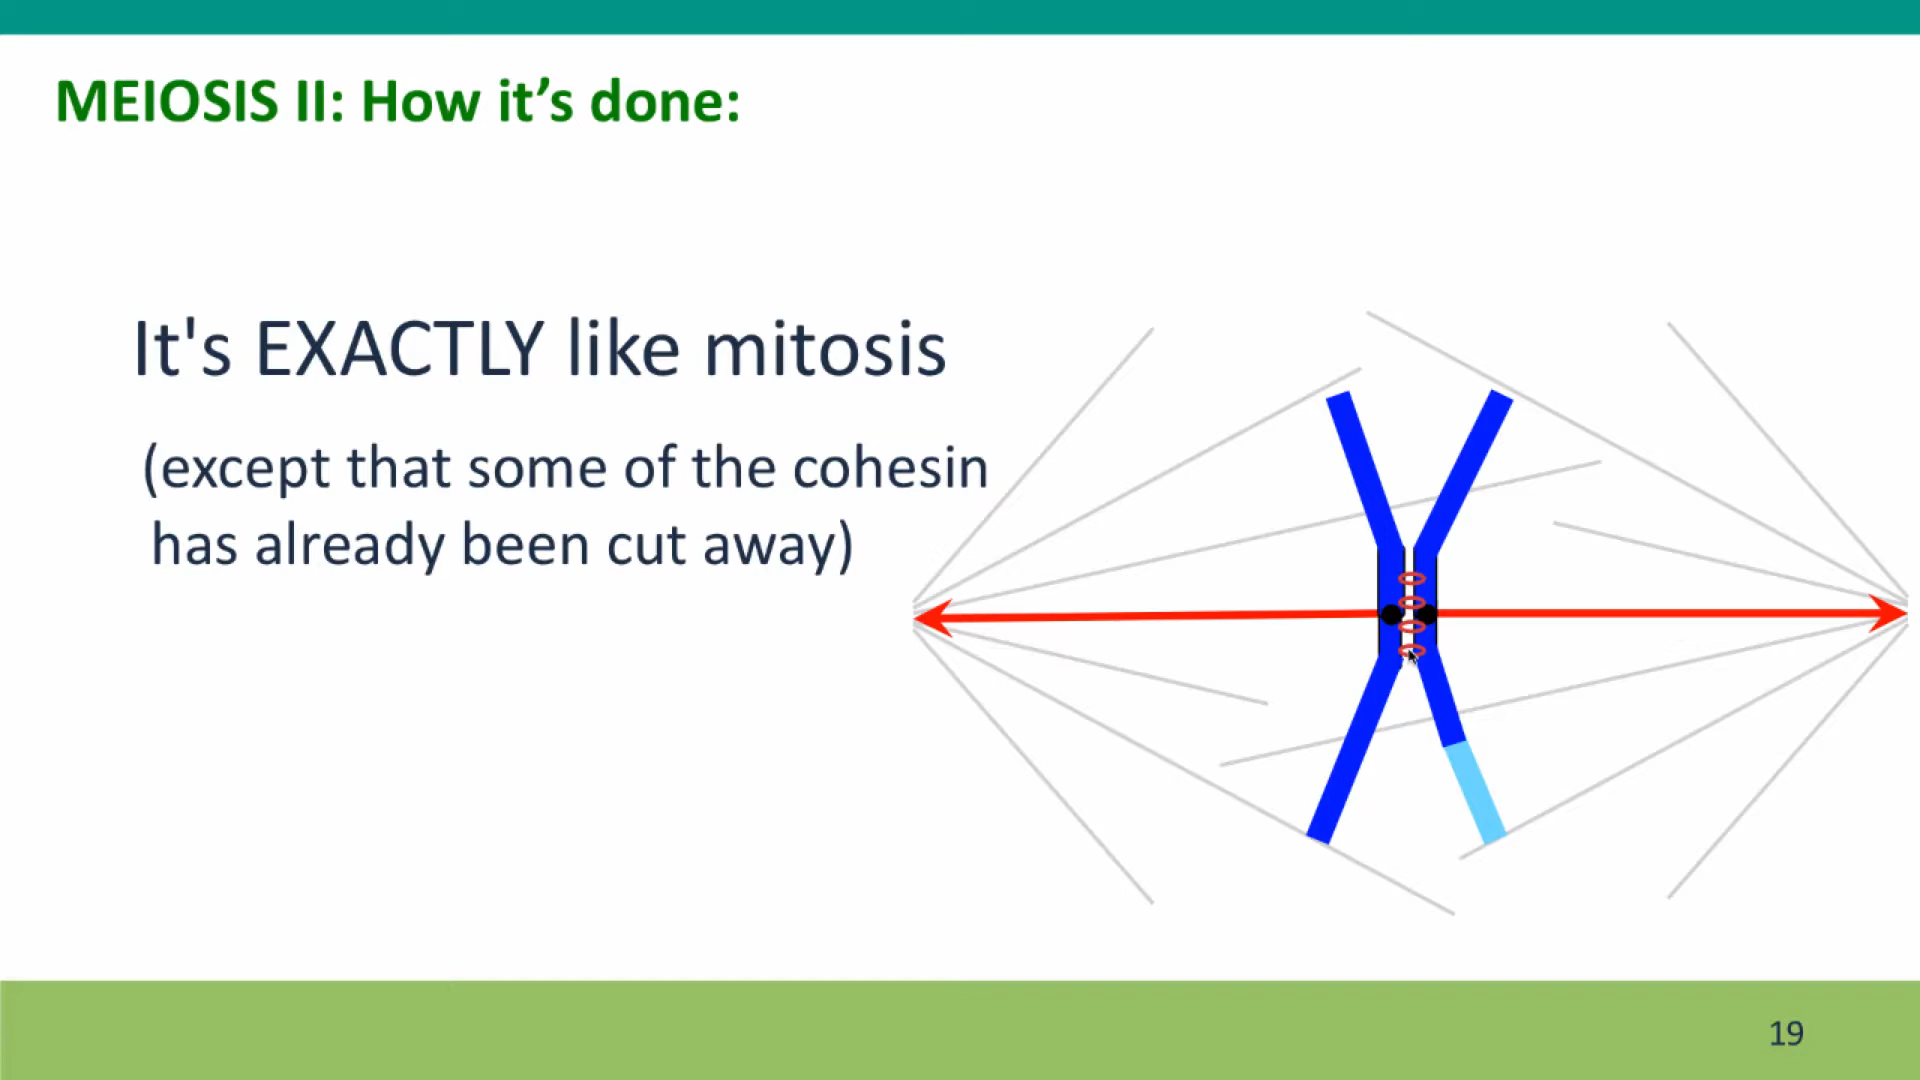 MEIOSIS II: How it’s done:
It's EXACTLY like mitosis
(except that some of the cohesin
has already been cut away)
19